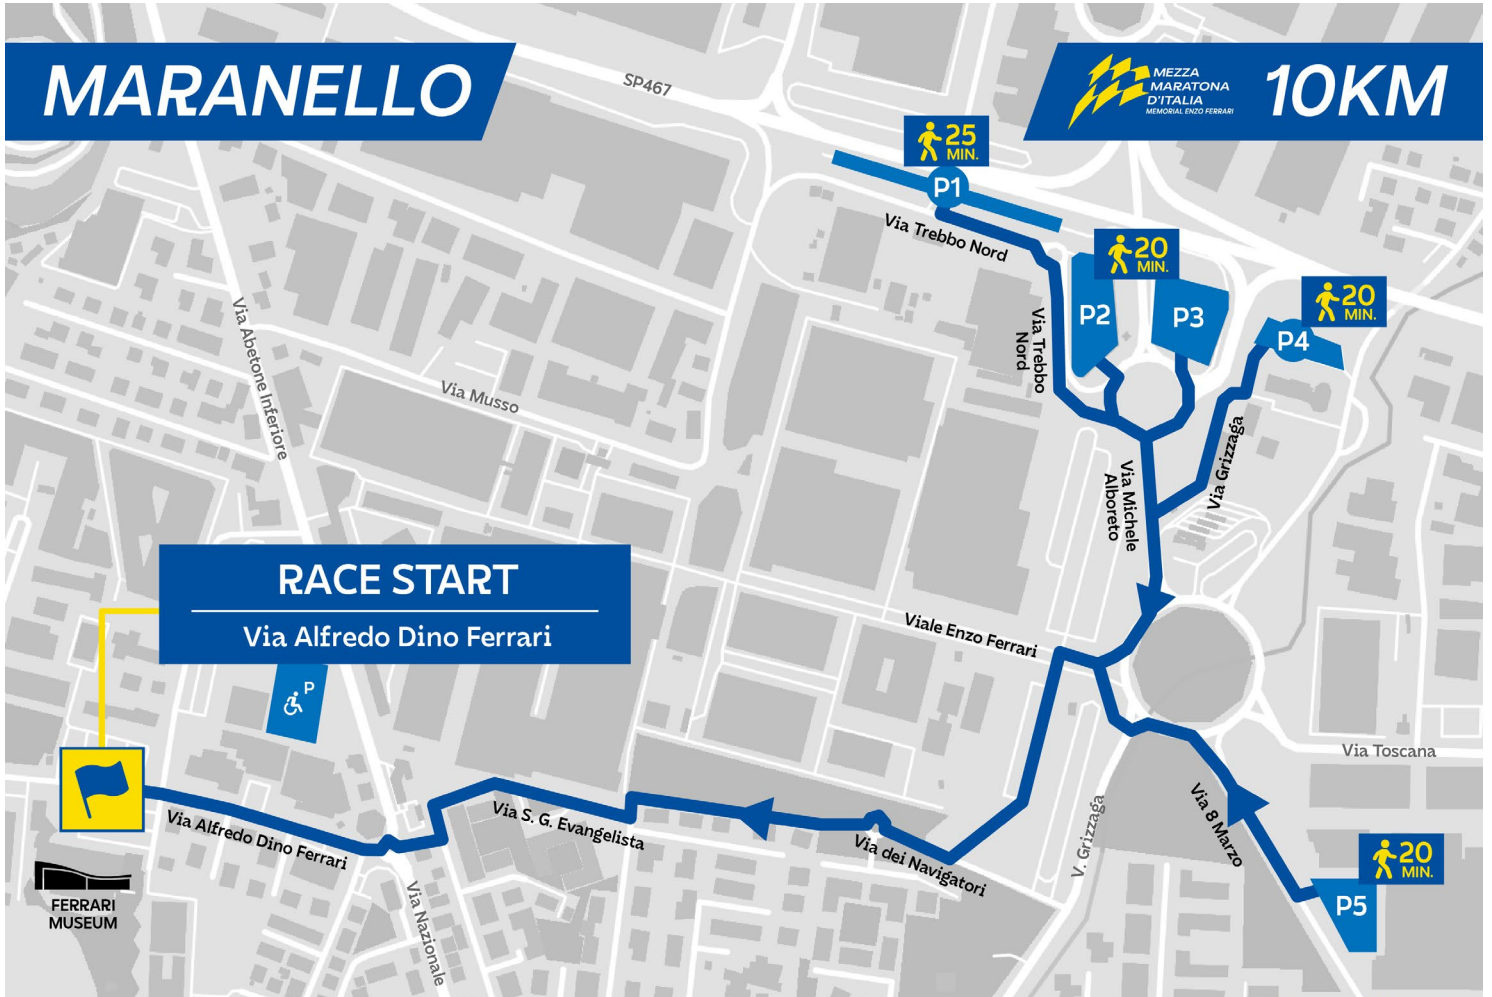 MARANELLO
SP467
MEZZA
MARATONA
D'ITALIA
MEMORIAL ENZO FERRARI
10KM
25
MIN.
P1
Via Trebbo Nord
20
MIN.
P2
P3
20
MIN.
P4
Via Trebbo
Nord
Via Abetone Inferiore
Via Musso
Via Grizzaga
Via Michele
Alboreto
RACE START
Via Alfredo Dino Ferrari
P
Viale Enzo Ferrari
Via Toscana
Via Alfredo Dino Ferrari
Via S. G. Evangelista
Via dei Navigatori
V. Grizzaga
Via 8 Marzo
20
MIN.
P5
FERRARI
MUSEUM
Via Nazionale